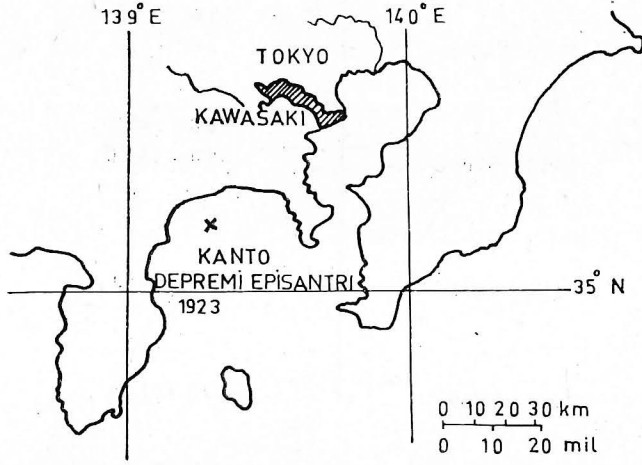 139°E
140°E
TOKYO
KAWASAKI
KANTO
DEPREMİ EPİSANTRI
35°N
1923
0 10 20 30 km
0 10 20 mil